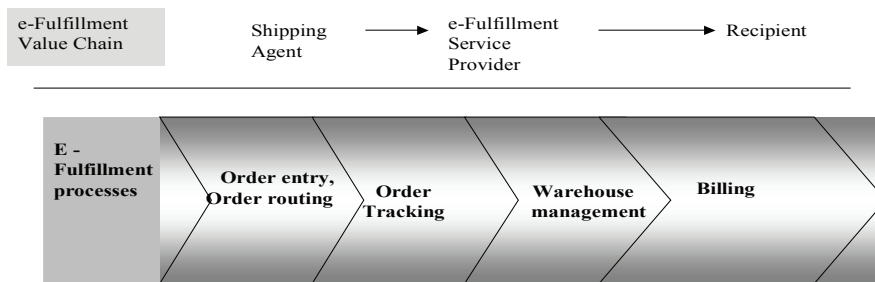 e-Fulfillment
Value Chain
Shipping
Agent
e-Fulfillment
Service
Provider
Recipient
E -
Fulfillment
processes
Order entry,
Order routing
Order
Tracking
Warehouse
management
Billing